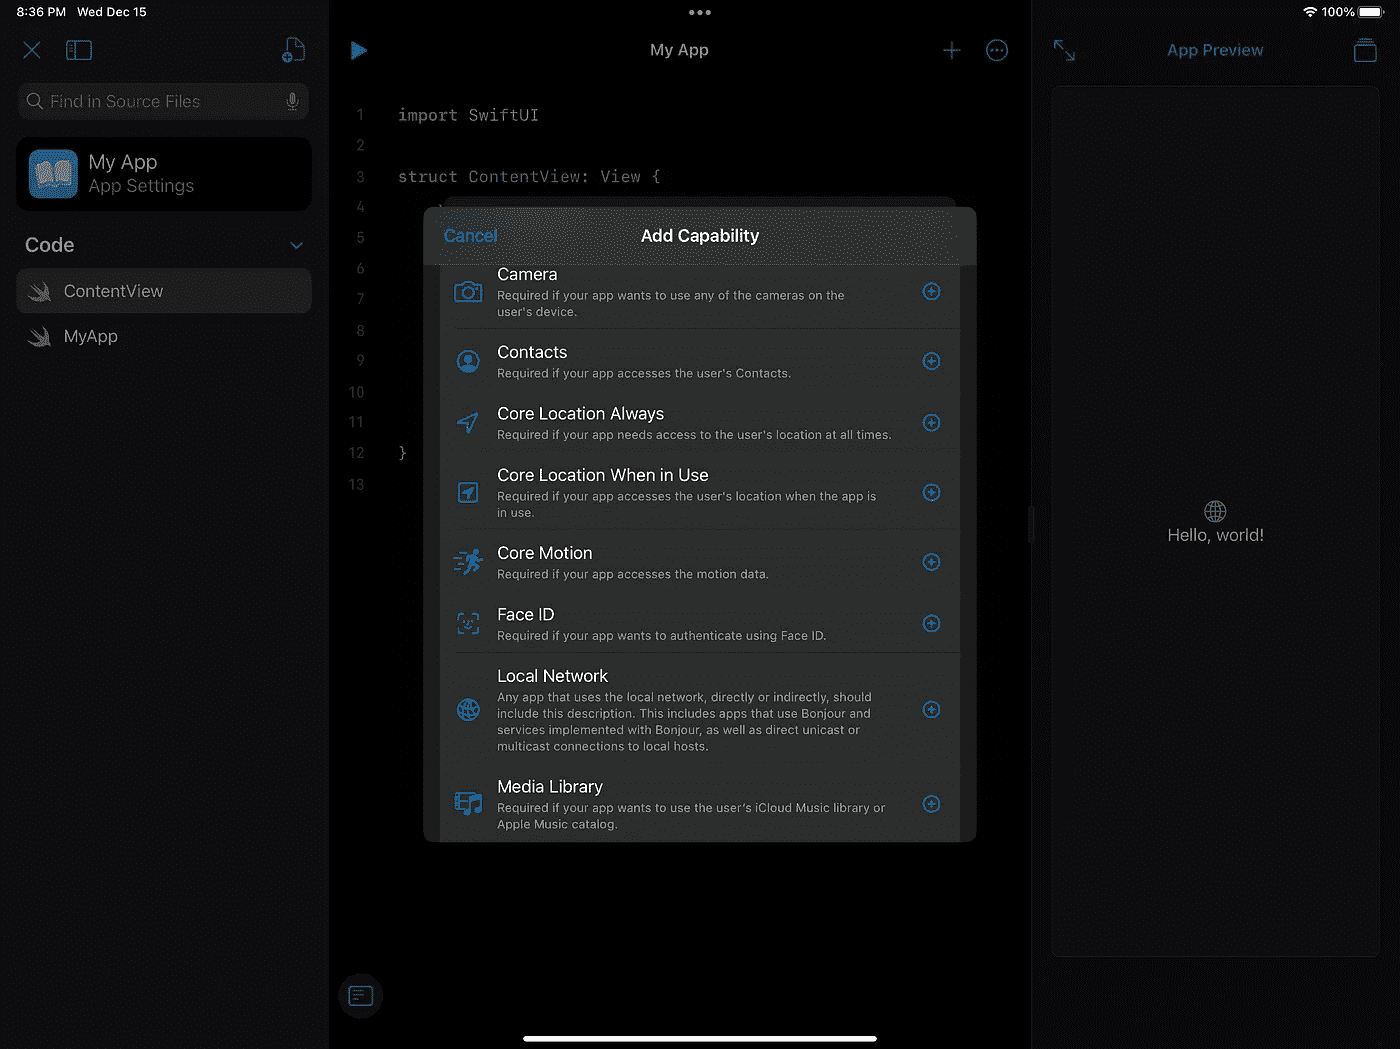 8:36 PM Wed Dec 15
100%
My App
App Preview
Find in Source Files
My App
App Settings
Code
ContentView
MyApp
1 import SwiftUI
2
3 struct ContentView: View {
4
5
6
7
8
9
10
11
12 }
13
Cancel
Add Capability
Camera
Required if your app wants to use any of the cameras on the
user's device.
Contacts
Required if your app accesses the user's Contacts.
Core Location Always
Required if your app needs access to the user's location at all times.
Core Location When in Use
Required if your app accesses the user's location when the app is
in use.
Core Motion
Required if your app accesses the motion data.
Face ID
Required if your app wants to authenticate using Face ID.
Local Network
Any app that uses the local network, directly or indirectly, should
include this description. This includes apps that use Bonjour and
services implemented with Bonjour, as well as direct unicast or
multicast connections to local hosts.
Media Library
Required if your app wants to use the user's iCloud Music library or
Apple Music catalog.
Hello, world!